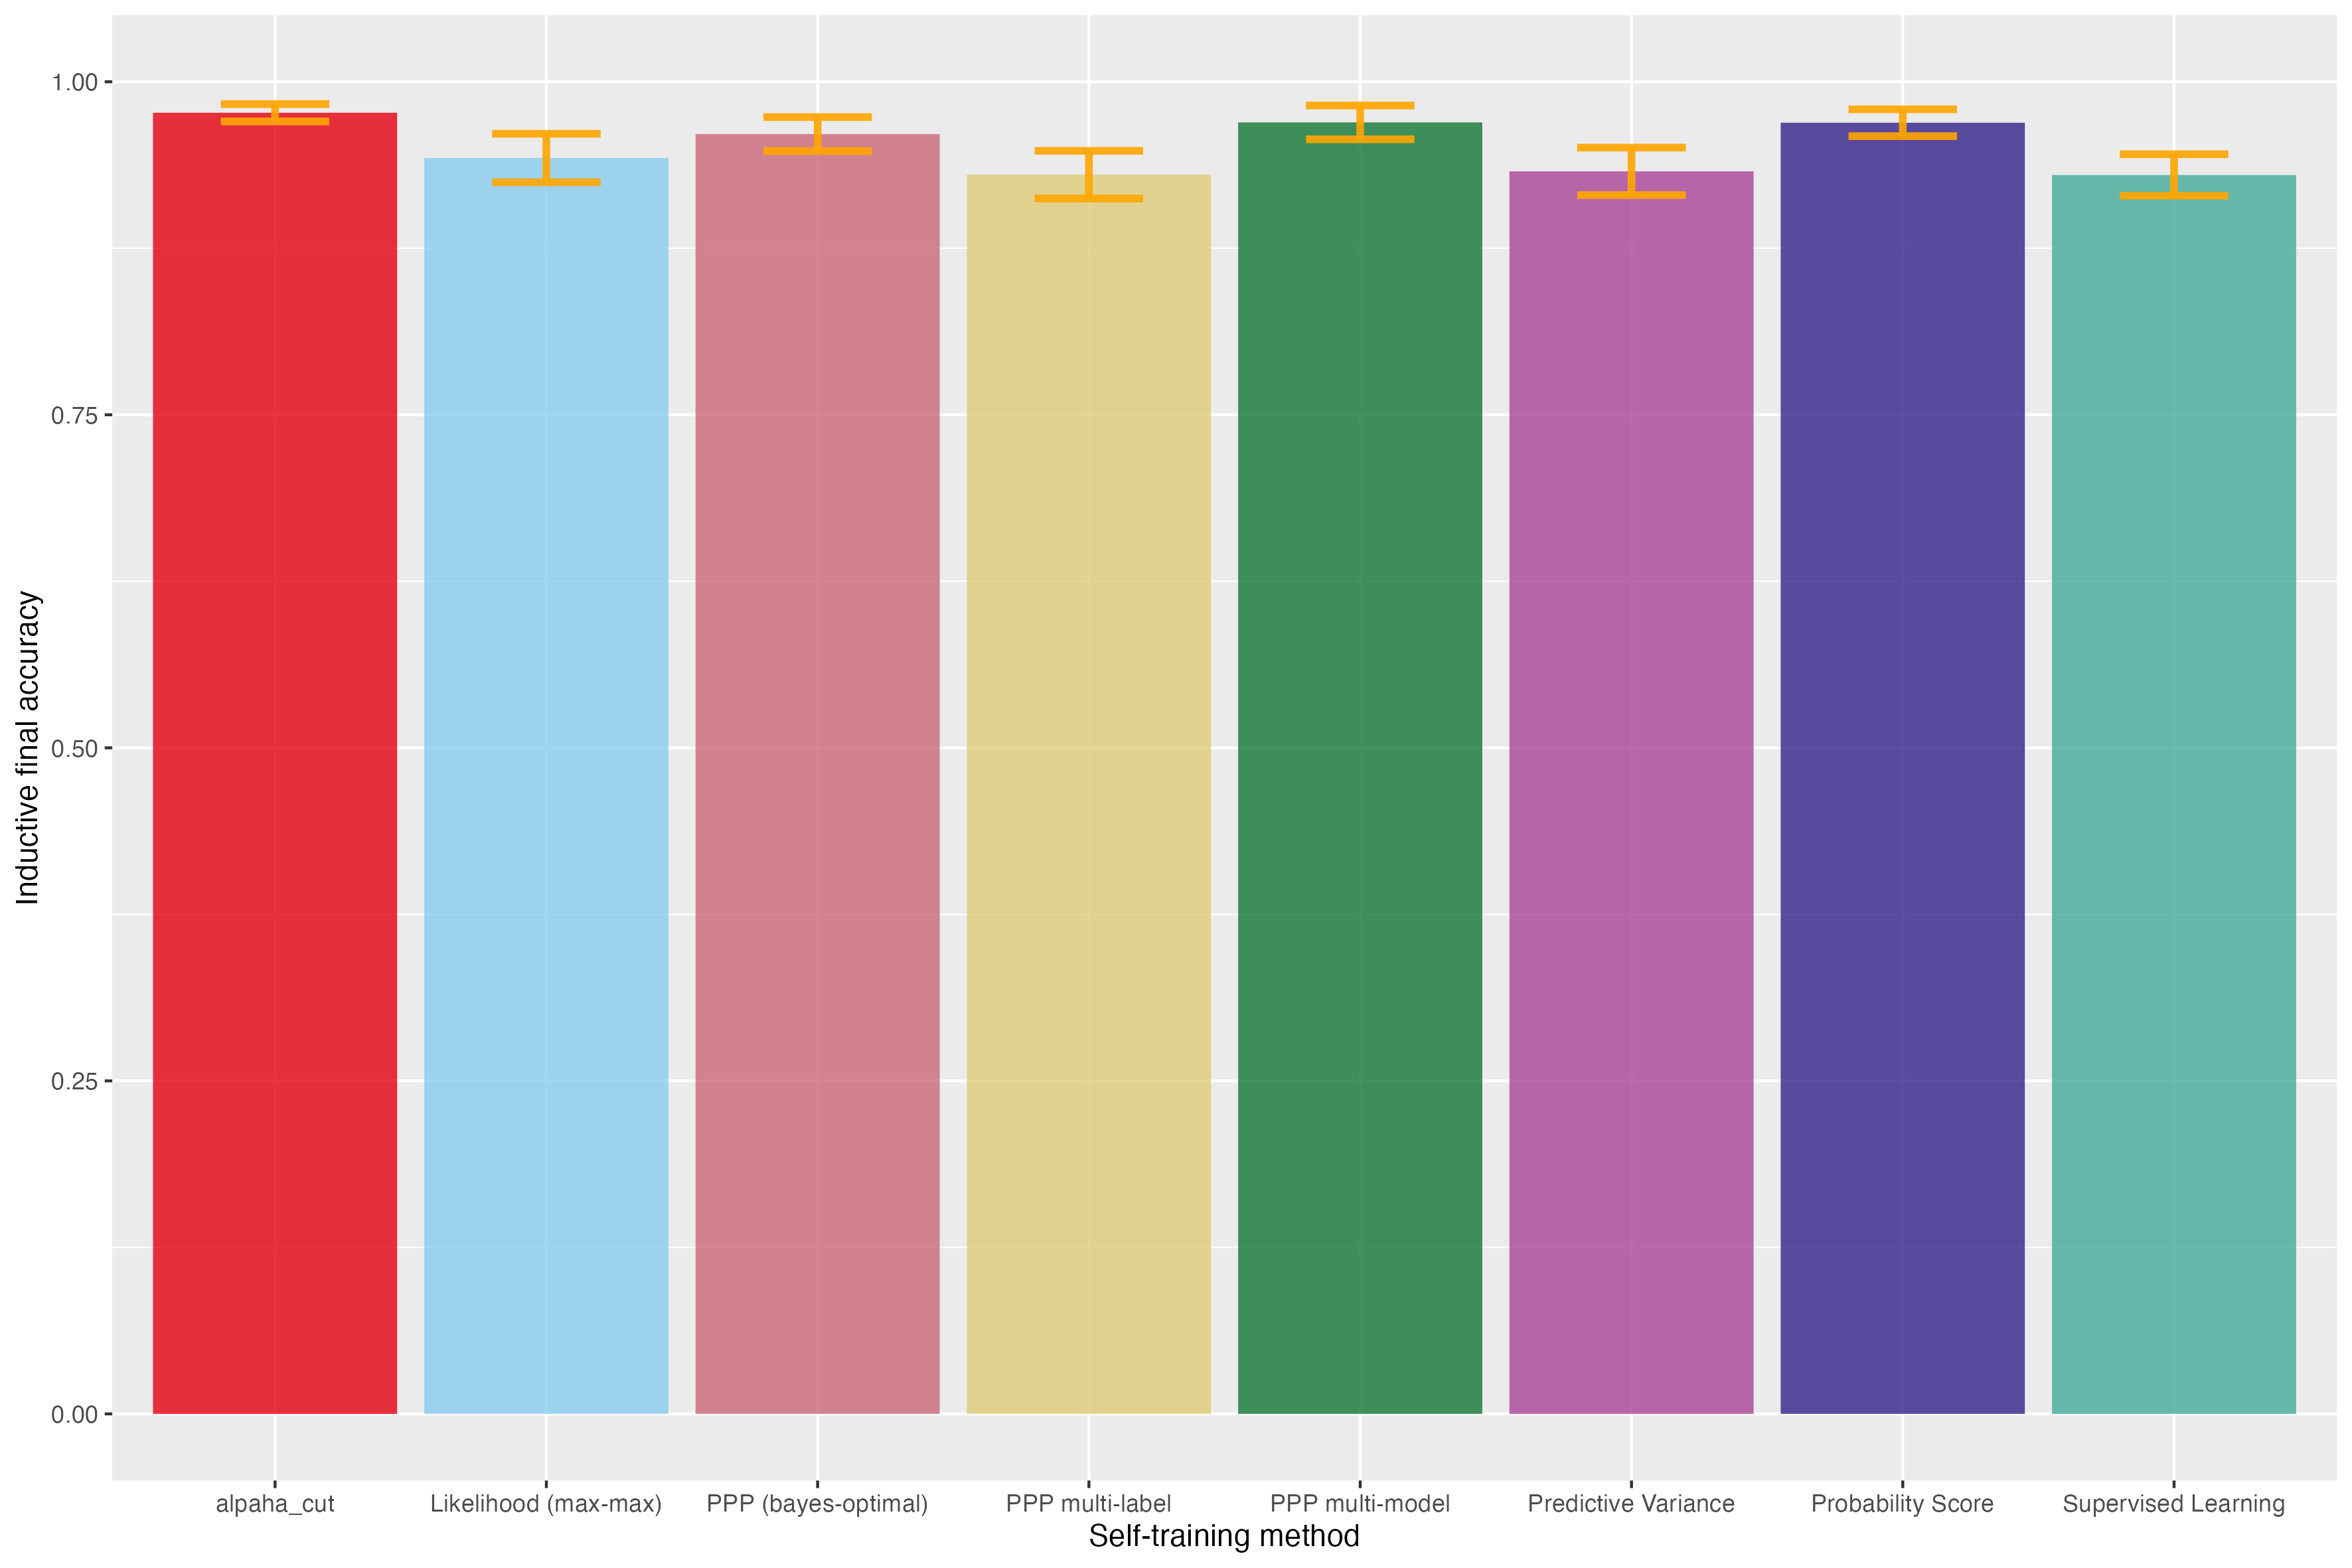 Inductive final accuracy
1.00
0.75
0.50
0.25
0.00
alpaha_cut
Likelihood (max-max)
PPP (bayes-optimal)
PPP multi-label
PPP multi-model
Predictive Variance
Probability Score
Supervised Learning
Self-training method